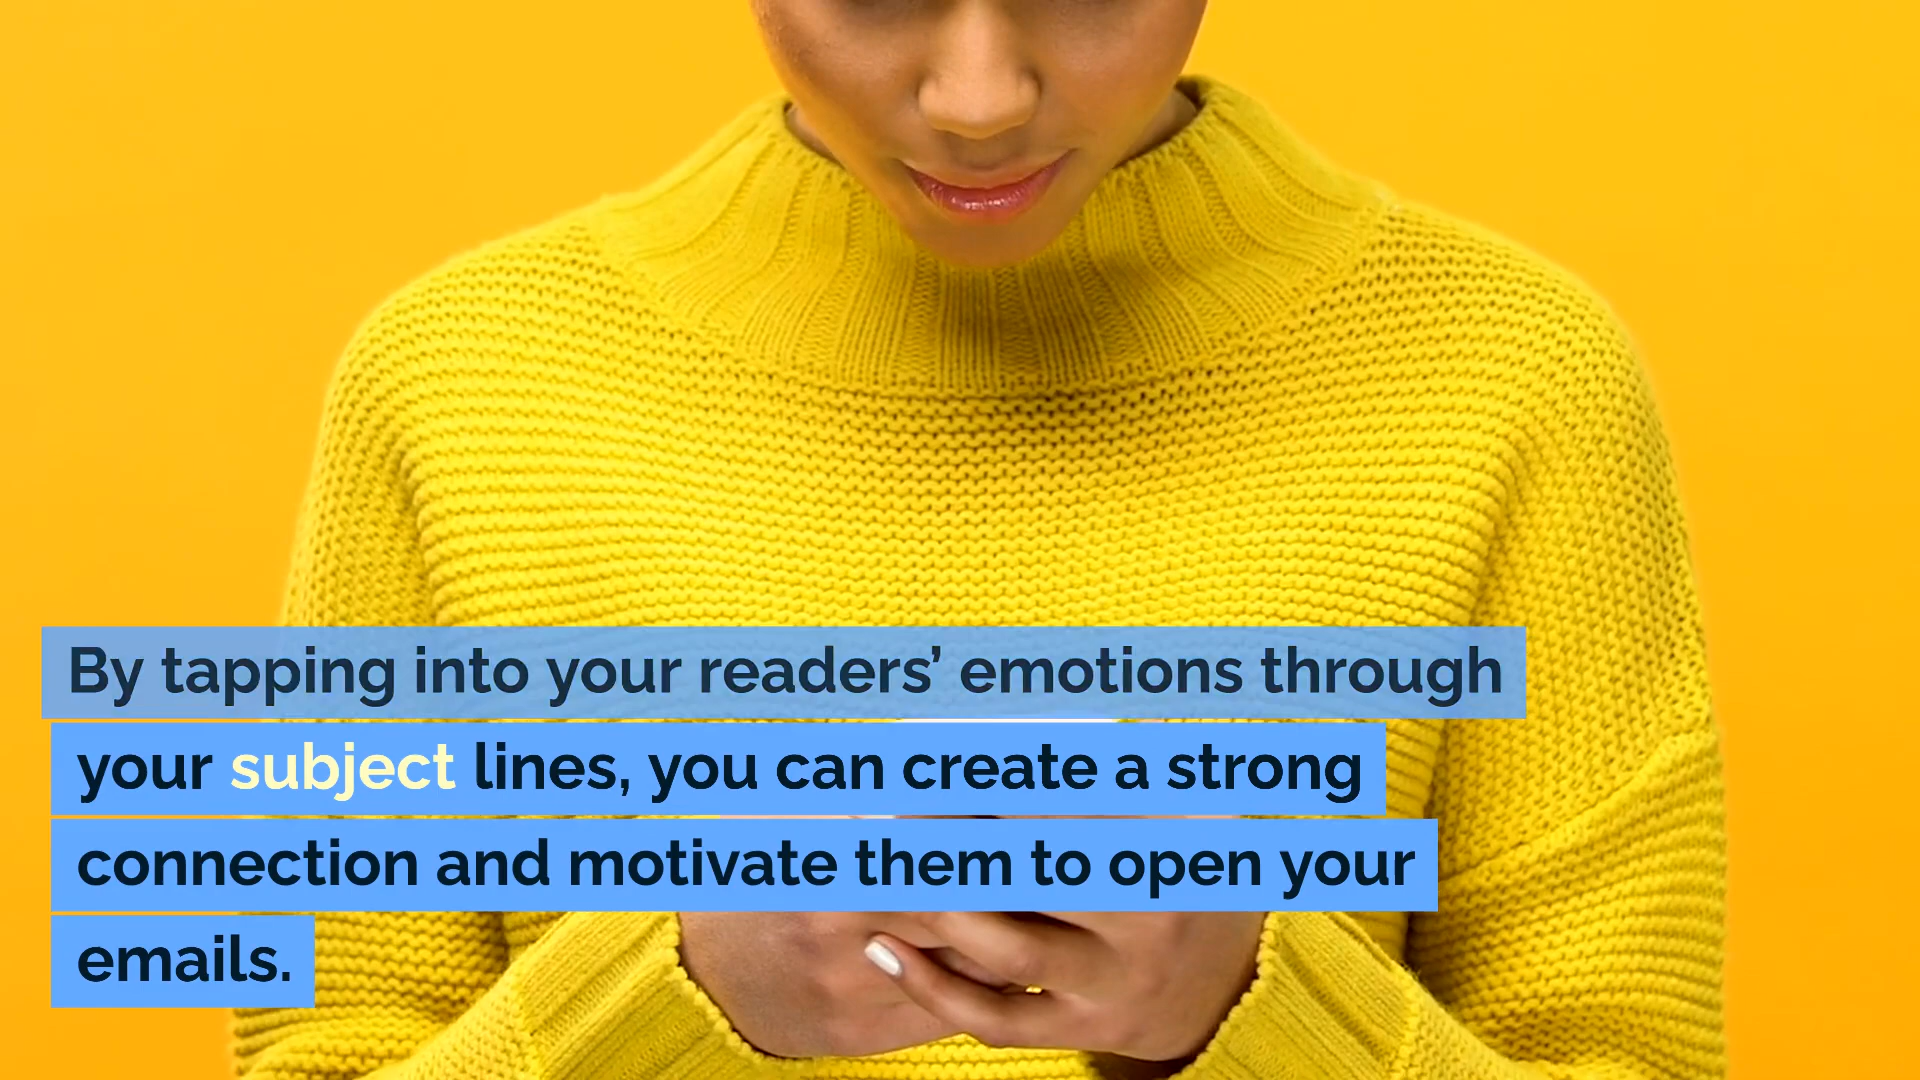 By tapping into your readers’ emotions through
your subject lines, you can create a strong
connection and motivate them to open your
emails.